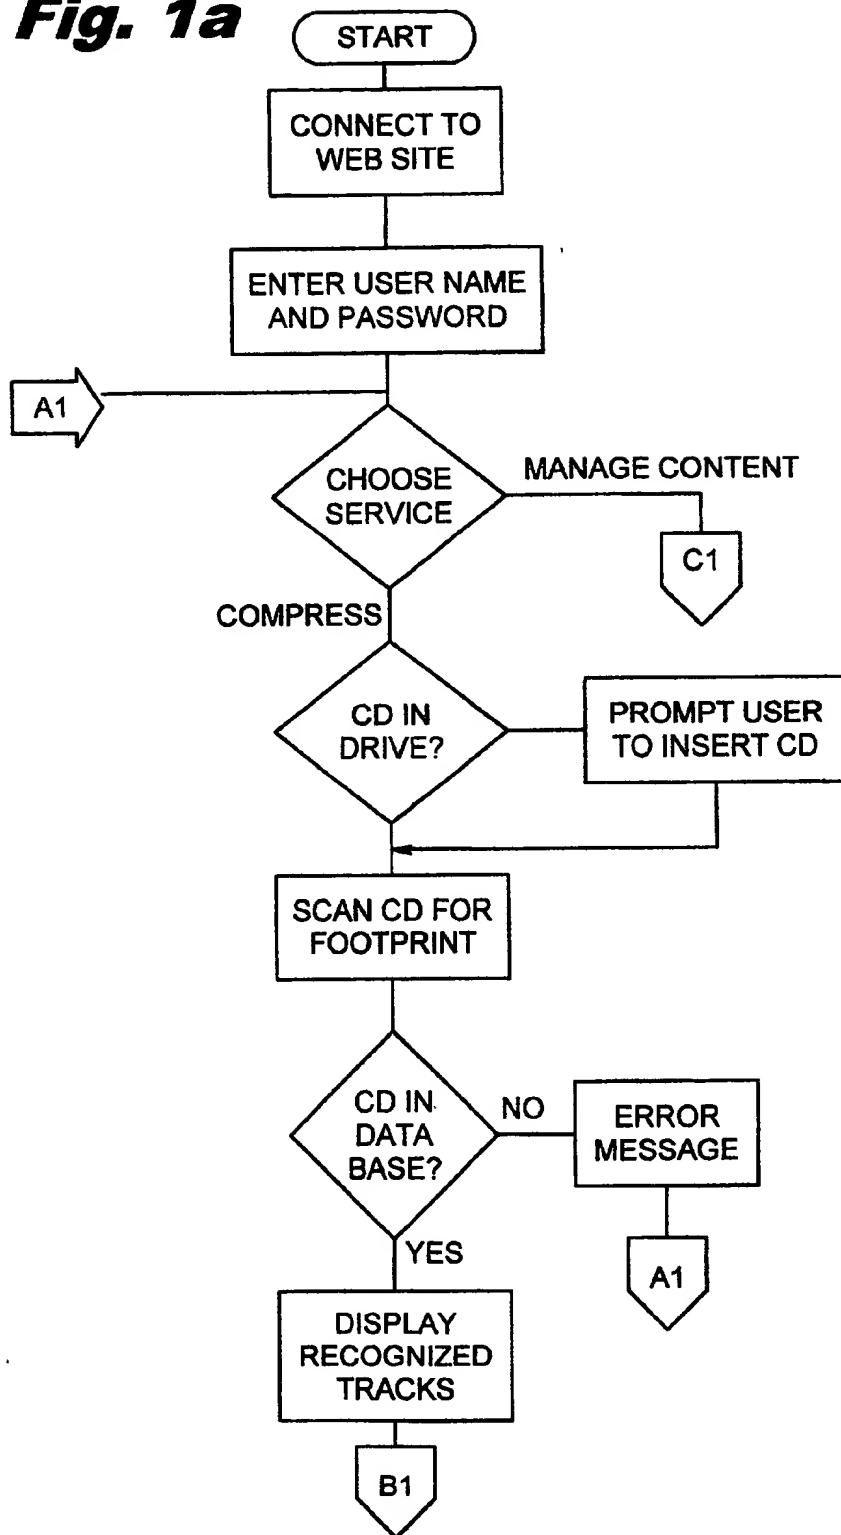 Fig. 1a
START
CONNECT TO
WEB SITE
ENTER USER NAME
AND PASSWORD
A1
CHOOSE
SERVICE
MANAGE CONTENT
C1
COMPRESS
CD IN
DRIVE?
PROMPT USER
TO INSERT CD
SCAN CD FOR
FOOTPRINT
CD IN
DATA
BASE?
NO
ERROR
MESSAGE
YES
A1
DISPLAY
RECOGNIZED
TRACKS
B1